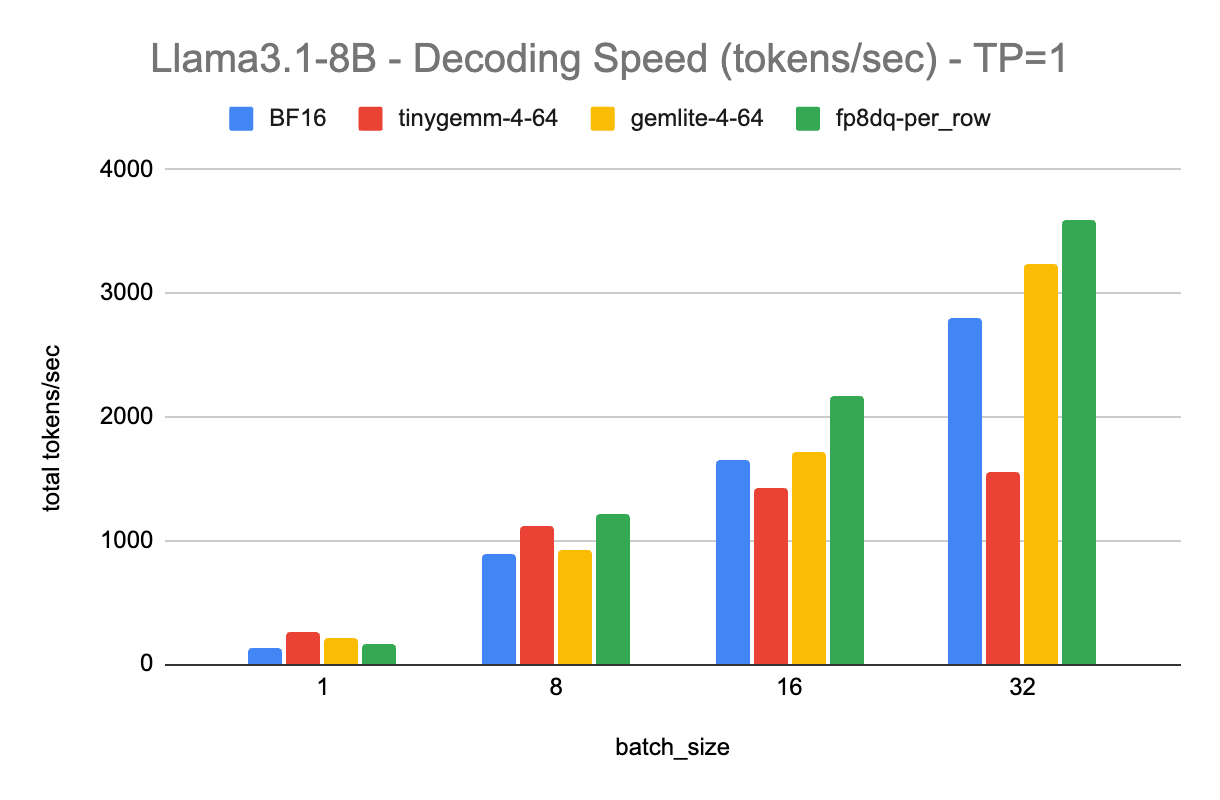 Llama3.1-8B - Decoding Speed (tokens/sec) - TP=1
BF16 tinygemm-4-64 gemlite-4-64 fp8dq-per_row
4000
3000
2000
1000
0
total tokens/sec
1 8 16 32
batch_size